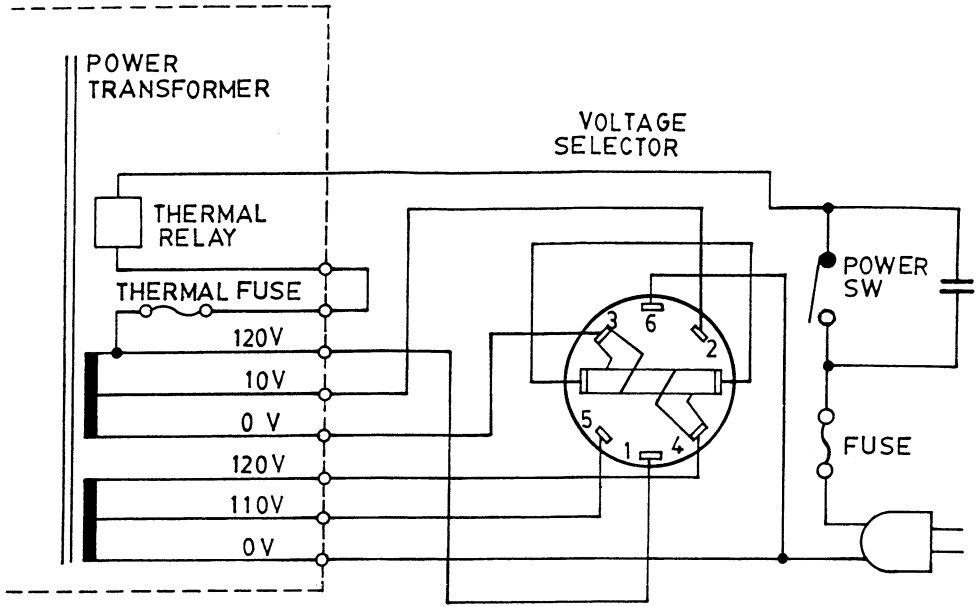 POWER
TRANSFORMER
VOLTAGE
SELECTOR
THERMAL
RELAY
THERMAL FUSE
120V
10V
0 V
120V
110V
0V
3
6
2
5
1
4
POWER
SW
FUSE